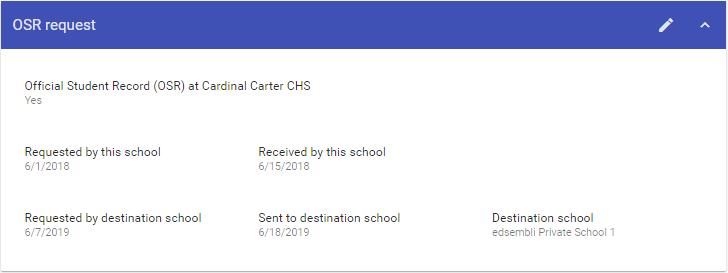 OSR request
Official Student Record (OSR) at Cardinal Carter CHS
Yes
Requested by this school
6/1/2018
Received by this school
6/15/2018
Requested by destination school
6/7/2019
Sent to destination school
6/18/2019
Destination school
edsembli Private School 1